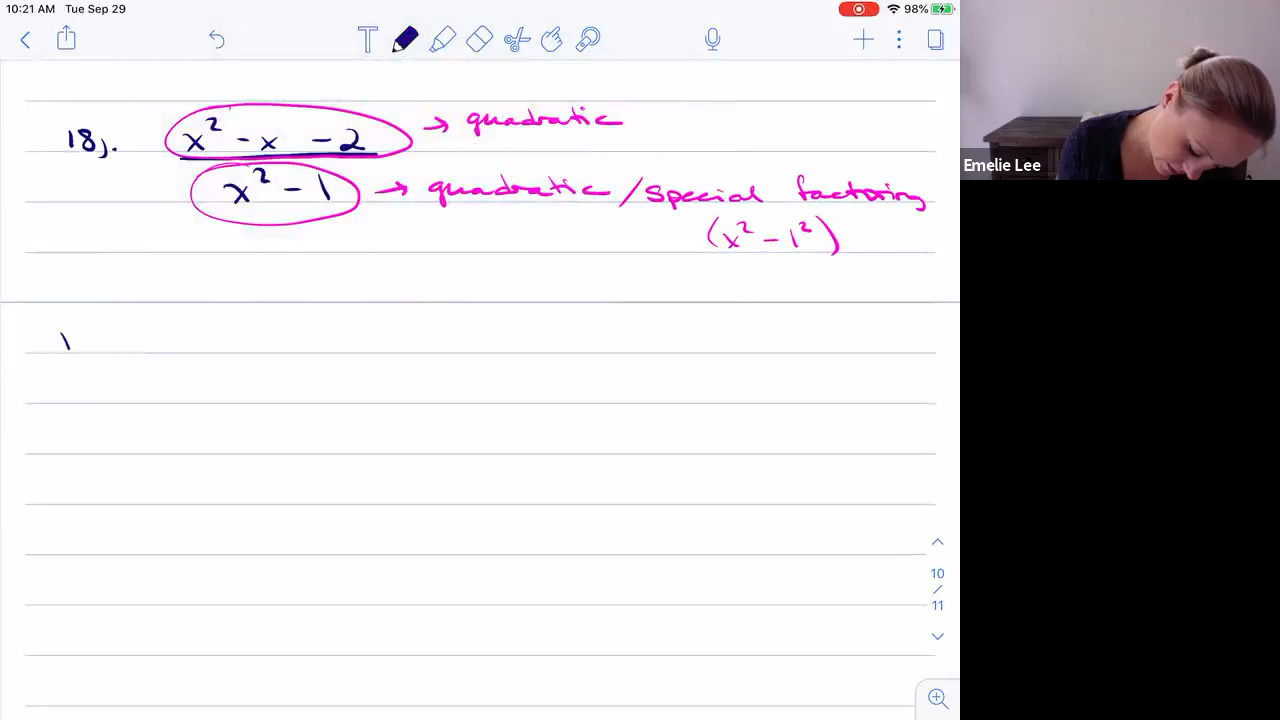 10:21 AM Tue Sep 29
98%
T
18). x² - x - 2 → quadratic
x² - 1 → quadratic / special factoring
(x² - 1²)
Emelie Lee
10
/
11